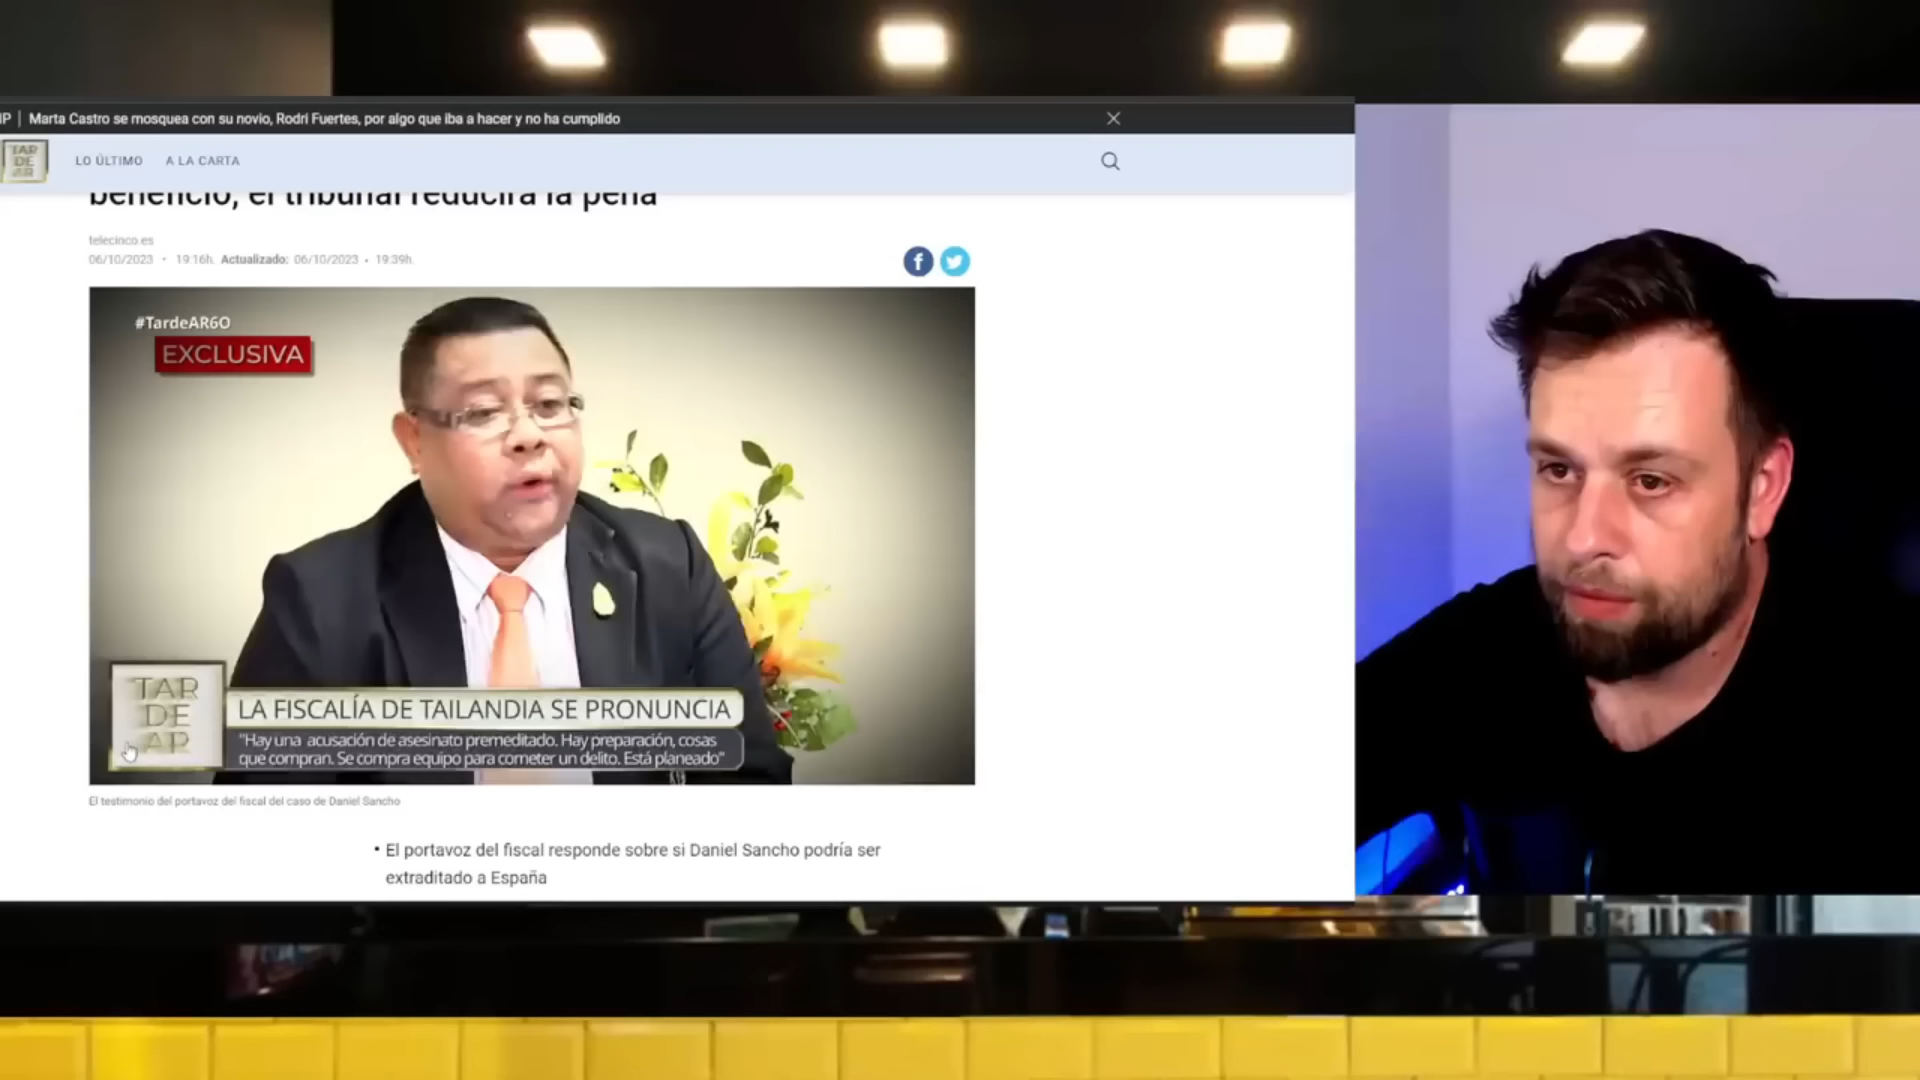 IP | Marta Castro se mosquea con su novio, Rodri Fuertes, por algo que iba a hacer y no ha cumplido
TAR
DE
AR
LO ÚLTIMO
A LA CARTA
beneficio, el tribunal reducirá la pena
telecinco.es
06/10/2023 • 19:16h. Actualizado: 06/10/2023 • 19:39h.
#TardeAR6O
EXCLUSIVA
TAR
DE
AR
LA FISCALÍA DE TAILANDIA SE PRONUNCIA
"Hay una acusación de asesinato premeditado. Hay preparación, cosas
que compran. Se compra equipo para cometer un delito. Está planeado"
El testimonio del portavoz del fiscal del caso de Daniel Sancho
• El portavoz del fiscal responde sobre si Daniel Sancho podría ser
extraditado a España